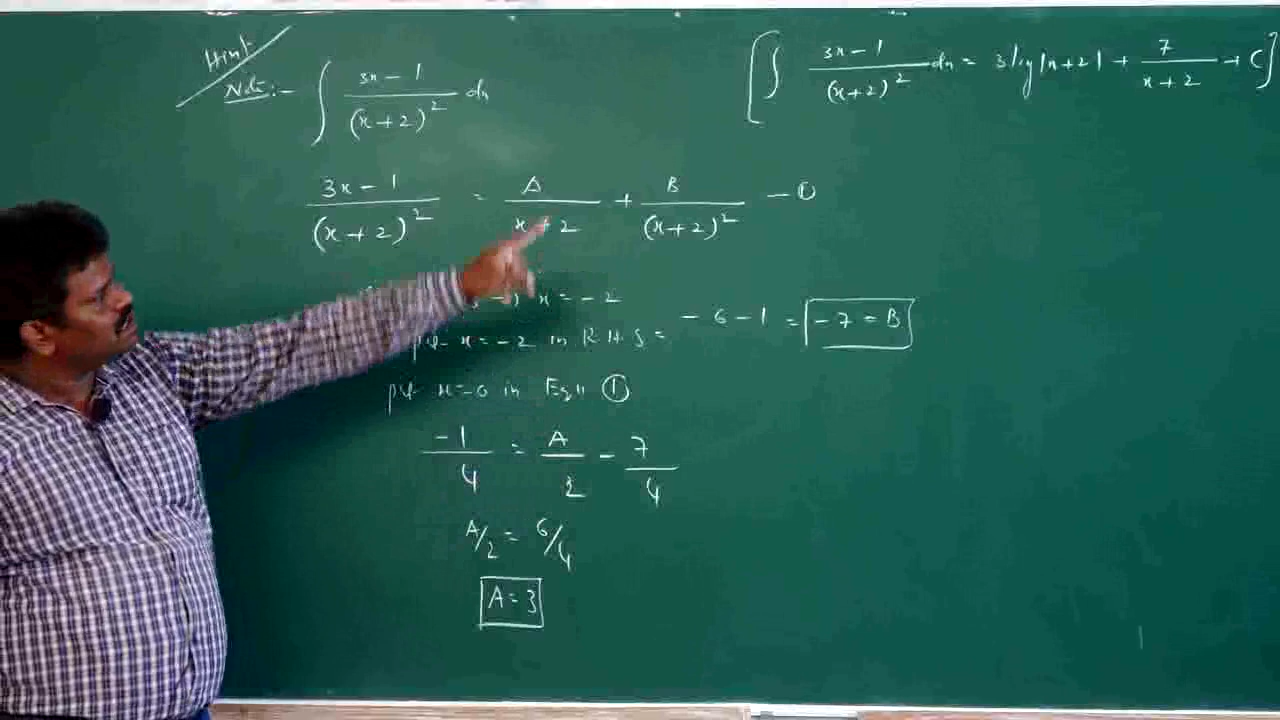 Hint
Note:- ∫ (3x - 1)/(x + 2)² dx
[∫ (3x - 1)/(x + 2)² dx = 3 log |x + 2| + 7/(x + 2) + C]
(3x - 1)/(x + 2)² = A/(x + 2) + B/(x + 2)² - ①
x = - 2
put x = - 2 in R H S = - 6 - 1 = - 7 = B
put x = 0 in Eqn ①
-1/4 = A/2 - 7/4
A/2 = 6/4
A = 3